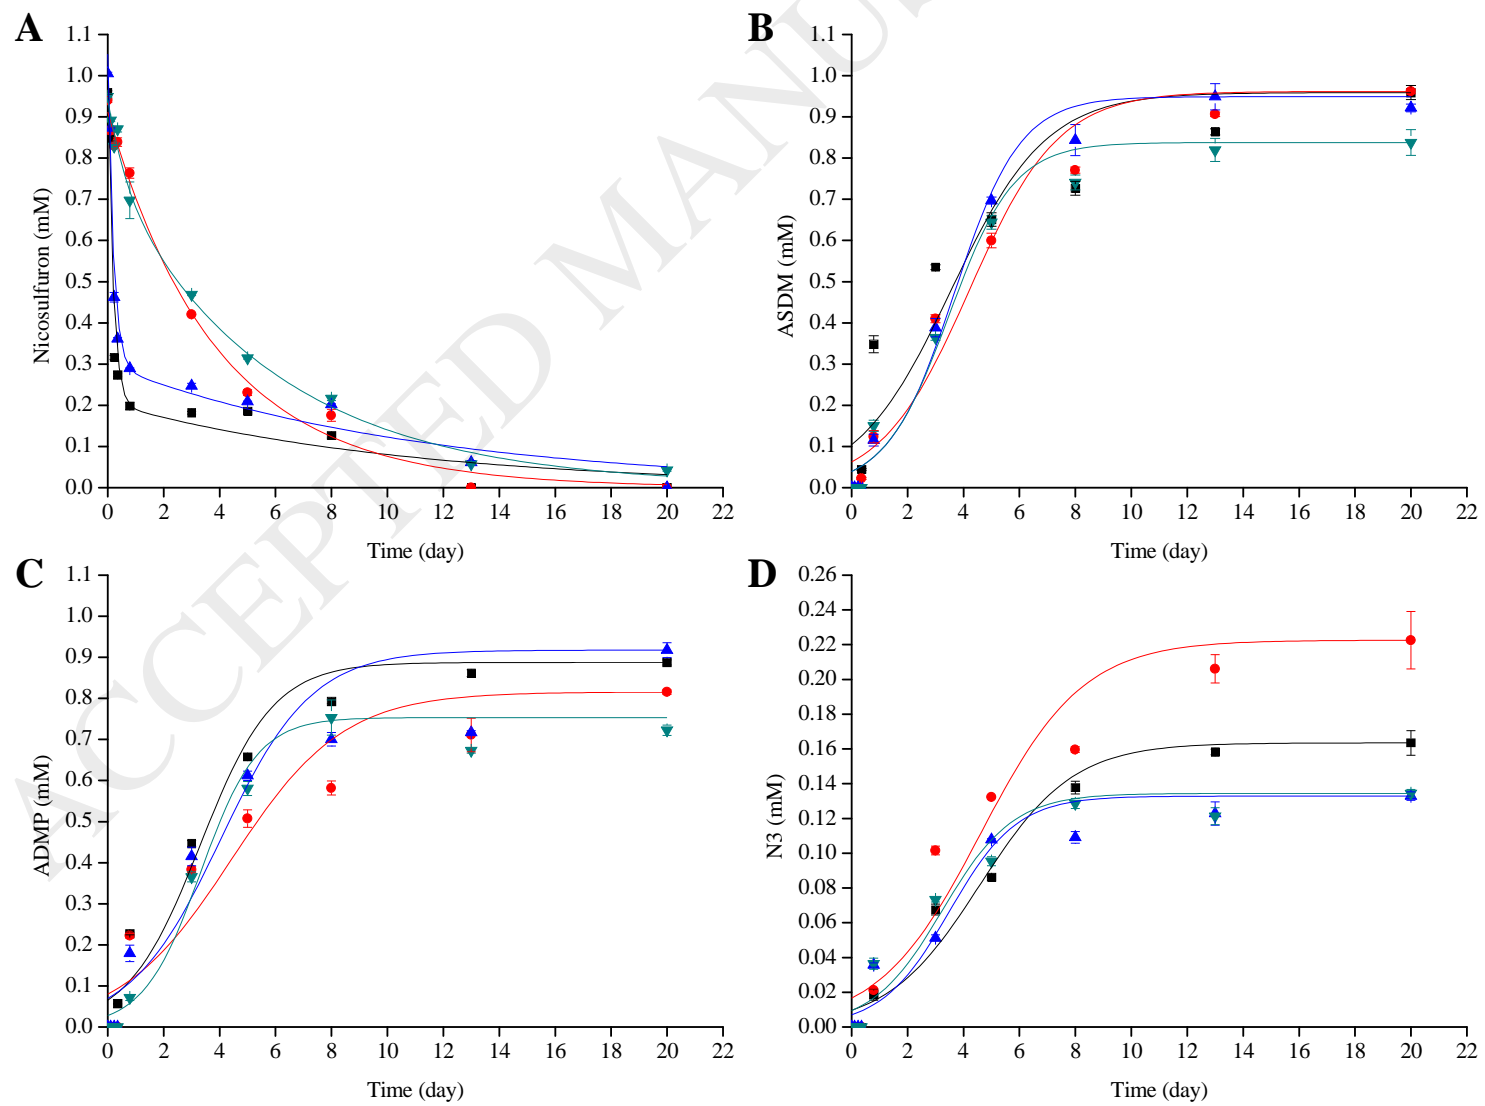 A
1.1
1.0
0.9
0.8
0.7
0.6
0.5
0.4
0.3
0.2
0.1
0.0
Nicosulfuron (mM)
0 2 4 6 8 10 12 14 16 18 20 22
Time (day)
B
1.1
1.0
0.9
0.8
0.7
0.6
0.5
0.4
0.3
0.2
0.1
0.0
ASDM (mM)
0 2 4 6 8 10 12 14 16 18 20 22
Time (day)
C
1.1
1.0
0.9
0.8
0.7
0.6
0.5
0.4
0.3
0.2
0.1
0.0
ADMP (mM)
0 2 4 6 8 10 12 14 16 18 20 22
Time (day)
D
0.26
0.24
0.22
0.20
0.18
0.16
0.14
0.12
0.10
0.08
0.06
0.04
0.02
0.00
N3 (mM)
0 2 4 6 8 10 12 14 16 18 20 22
Time (day)
ACCEPTED MANU